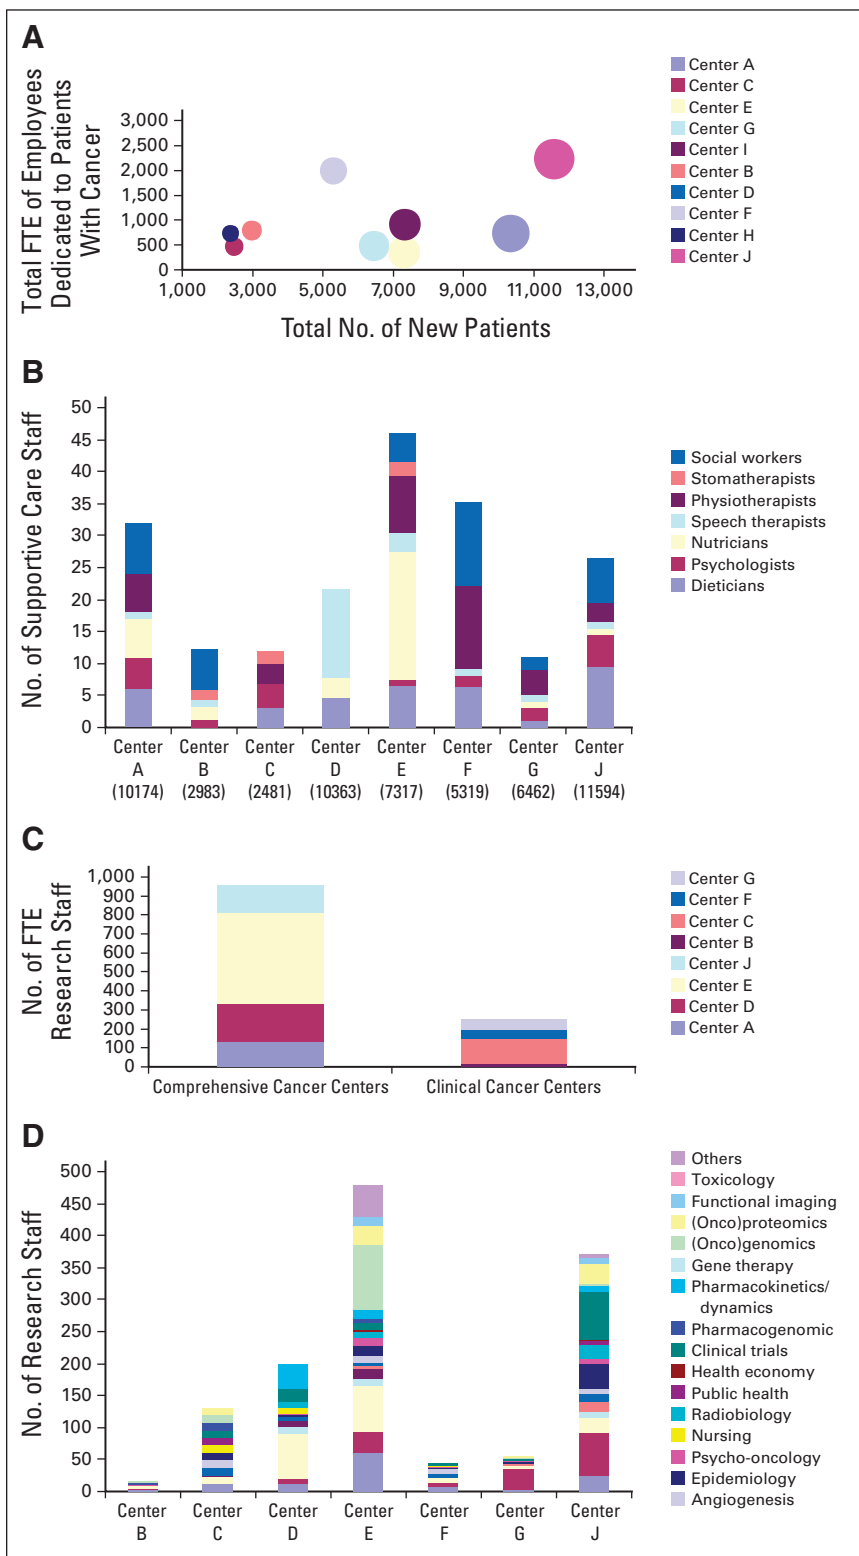 A
Total FTE of Employees
Dedicated to Patients
With Cancer
3,000
2,500
2,000
1,500
1,000
500
0
1,000 3,000 5,000 7,000 9,000 11,000 13,000
Total No. of New Patients
Center A
Center C
Center E
Center G
Center I
Center B
Center D
Center F
Center H
Center J
B
No. of Supportive Care Staff
50
45
40
35
30
25
20
15
10
5
0
Center Center Center Center Center Center Center Center
A B C D E F G J
(10174) (2983) (2481) (10363) (7317) (5319) (6462) (11594)
Social workers
Stomatherapists
Physiotherapists
Speech therapists
Nutricians
Psychologists
Dieticians
C
No. of FTE
Research Staff
1,000
900
800
700
600
500
400
300
200
100
0
Comprehensive Cancer Centers Clinical Cancer Centers
Center G
Center F
Center C
Center B
Center J
Center E
Center D
Center A
D
No. of Research Staff
500
450
400
350
300
250
200
150
100
50
0
Center Center Center Center Center Center Center
B C D E F G J
Others
Toxicology
Functional imaging
(Onco)proteomics
(Onco)genomics
Gene therapy
Pharmacokinetics/
dynamics
Pharmacogenomic
Clinical trials
Health economy
Public health
Radiobiology
Nursing
Psycho-oncology
Epidemiology
Angiogenesis